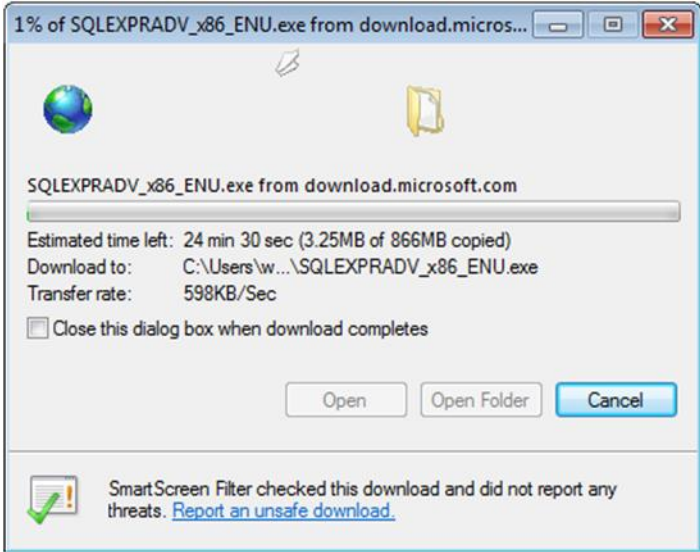 1% of SQLEXPRADV_x86_ENU.exe from download.micros...
SQLEXPRADV_x86_ENU.exe from download.microsoft.com
Estimated time left: 24 min 30 sec (3.25MB of 866MB copied)
Download to: C:\Users\w...\SQLEXPRADV_x86_ENU.exe
Transfer rate: 598KB/Sec
Close this dialog box when download completes
Open Open Folder Cancel
SmartScreen Filter checked this download and did not report any
threats. Report an unsafe download.